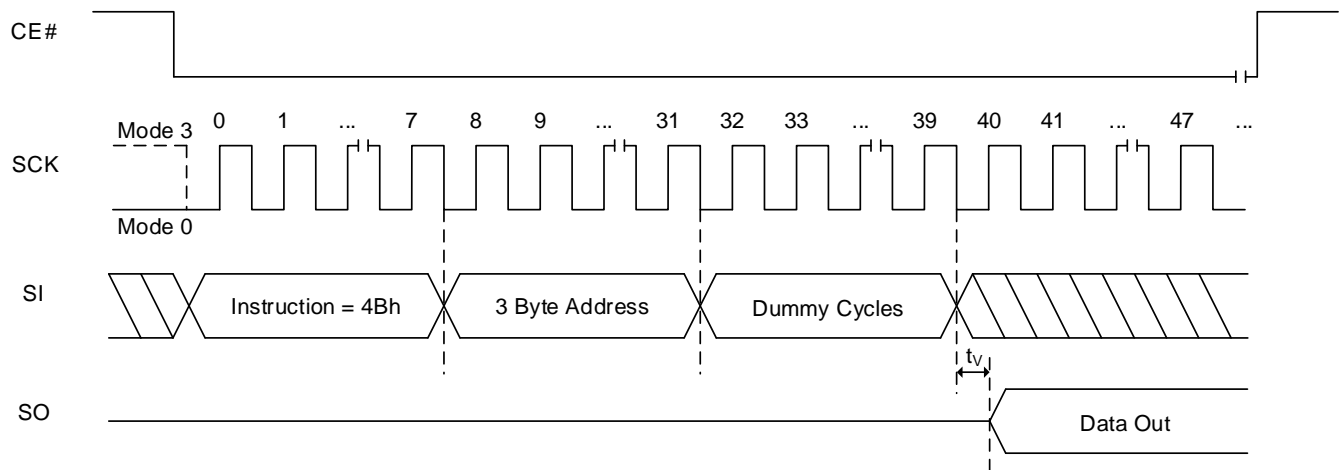 CE#
0 1 ... 7 8 9 ... 31 32 33 ... 39 40 41 ... 47 ...
Mode 3
SCK
Mode 0
SI
Instruction = 4Bh
3 Byte Address
Dummy Cycles
tV
SO
Data Out